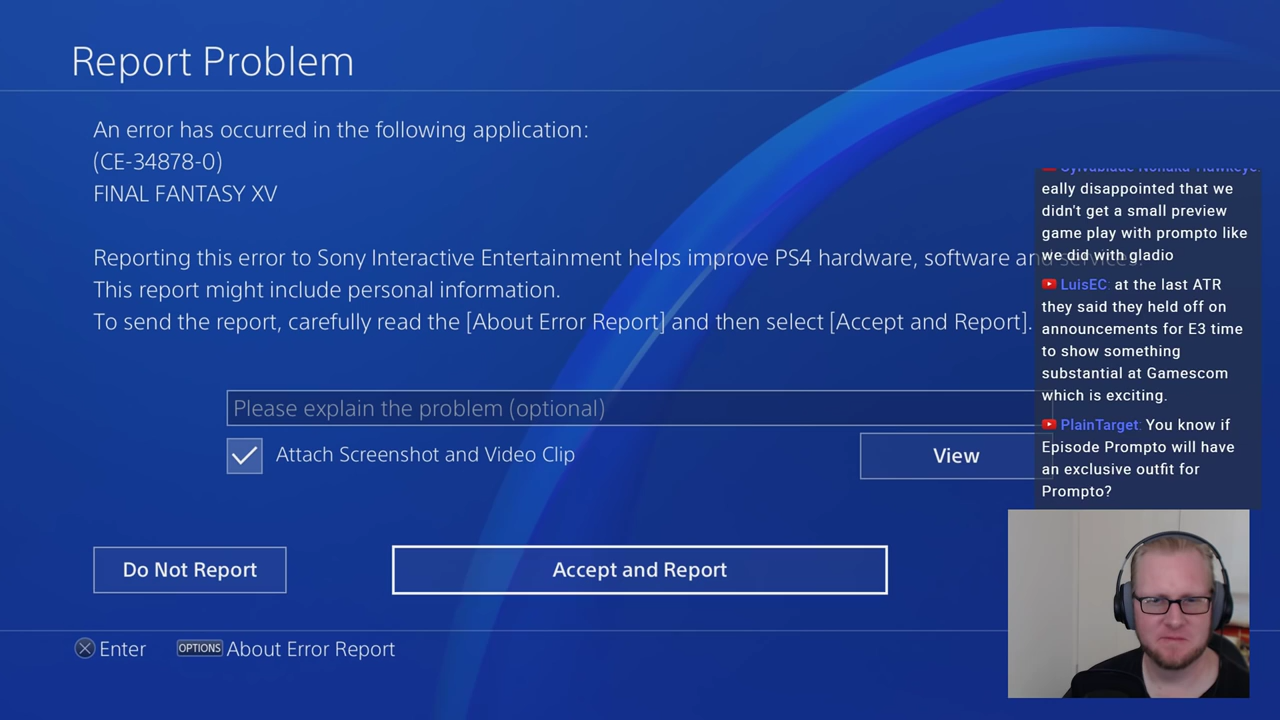 Report Problem
An error has occurred in the following application:
(CE-34878-0)
FINAL FANTASY XV
Reporting this error to Sony Interactive Entertainment helps improve PS4 hardware, software and services.
This report might include personal information.
To send the report, carefully read the [About Error Report] and then select [Accept and Report].
Please explain the problem (optional)
Attach Screenshot and Video Clip
View
Do Not Report
Accept and Report
Enter
OPTIONS About Error Report
eally disappointed that we
didn't get a small preview
game play with prompto like
we did with gladio
LuisEC: at the last ATR
they said they held off on
announcements for E3 time
to show something
substantial at Gamescom
which is exciting.
PlainTarget: You know if
Episode Prompto will have
an exclusive outfit for
Prompto?